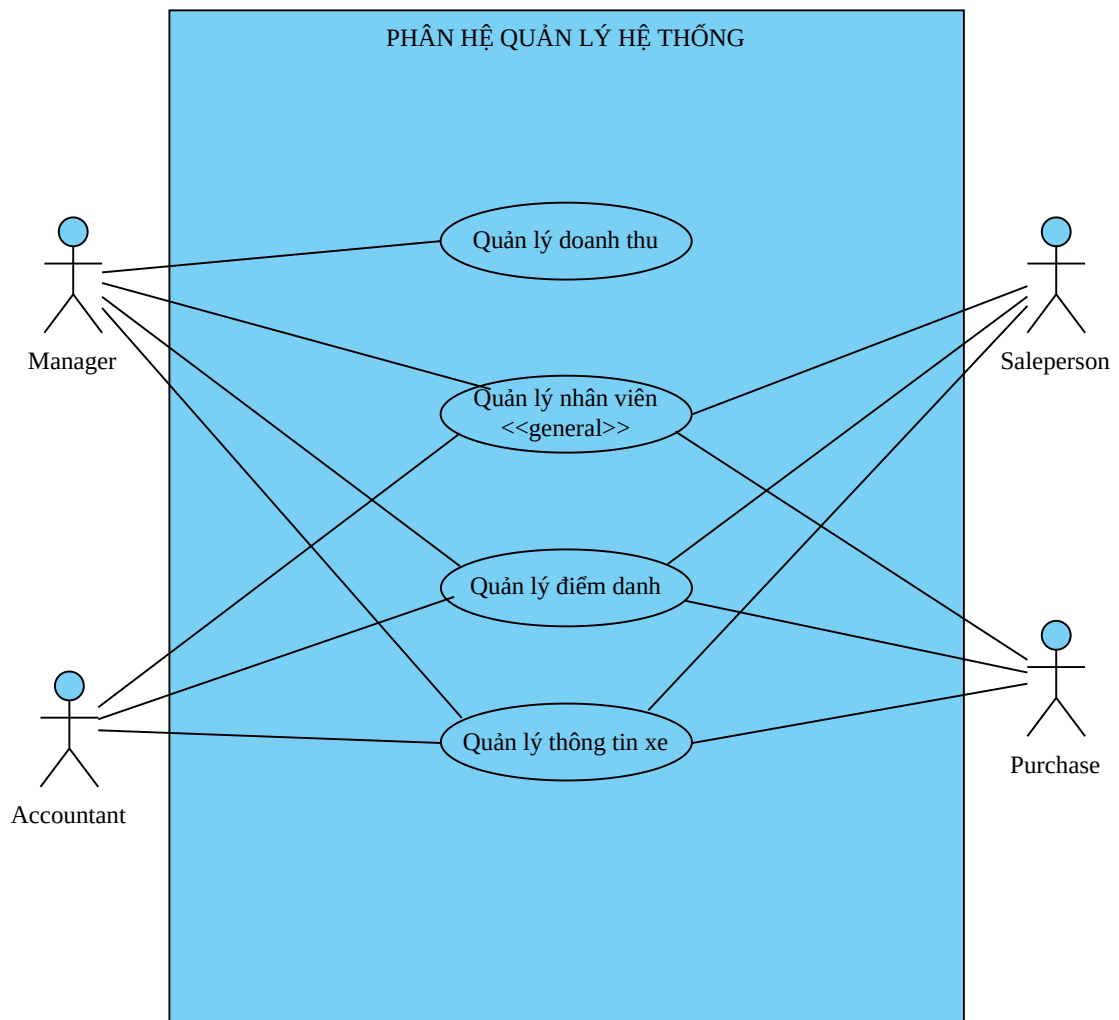 PHÂN HỆ QUẢN LÝ HỆ THỐNG
Quản lý doanh thu
Manager
Saleperson
Quản lý nhân viên
<<general>>
Quản lý điểm danh
Quản lý thông tin xe
Purchase
Accountant